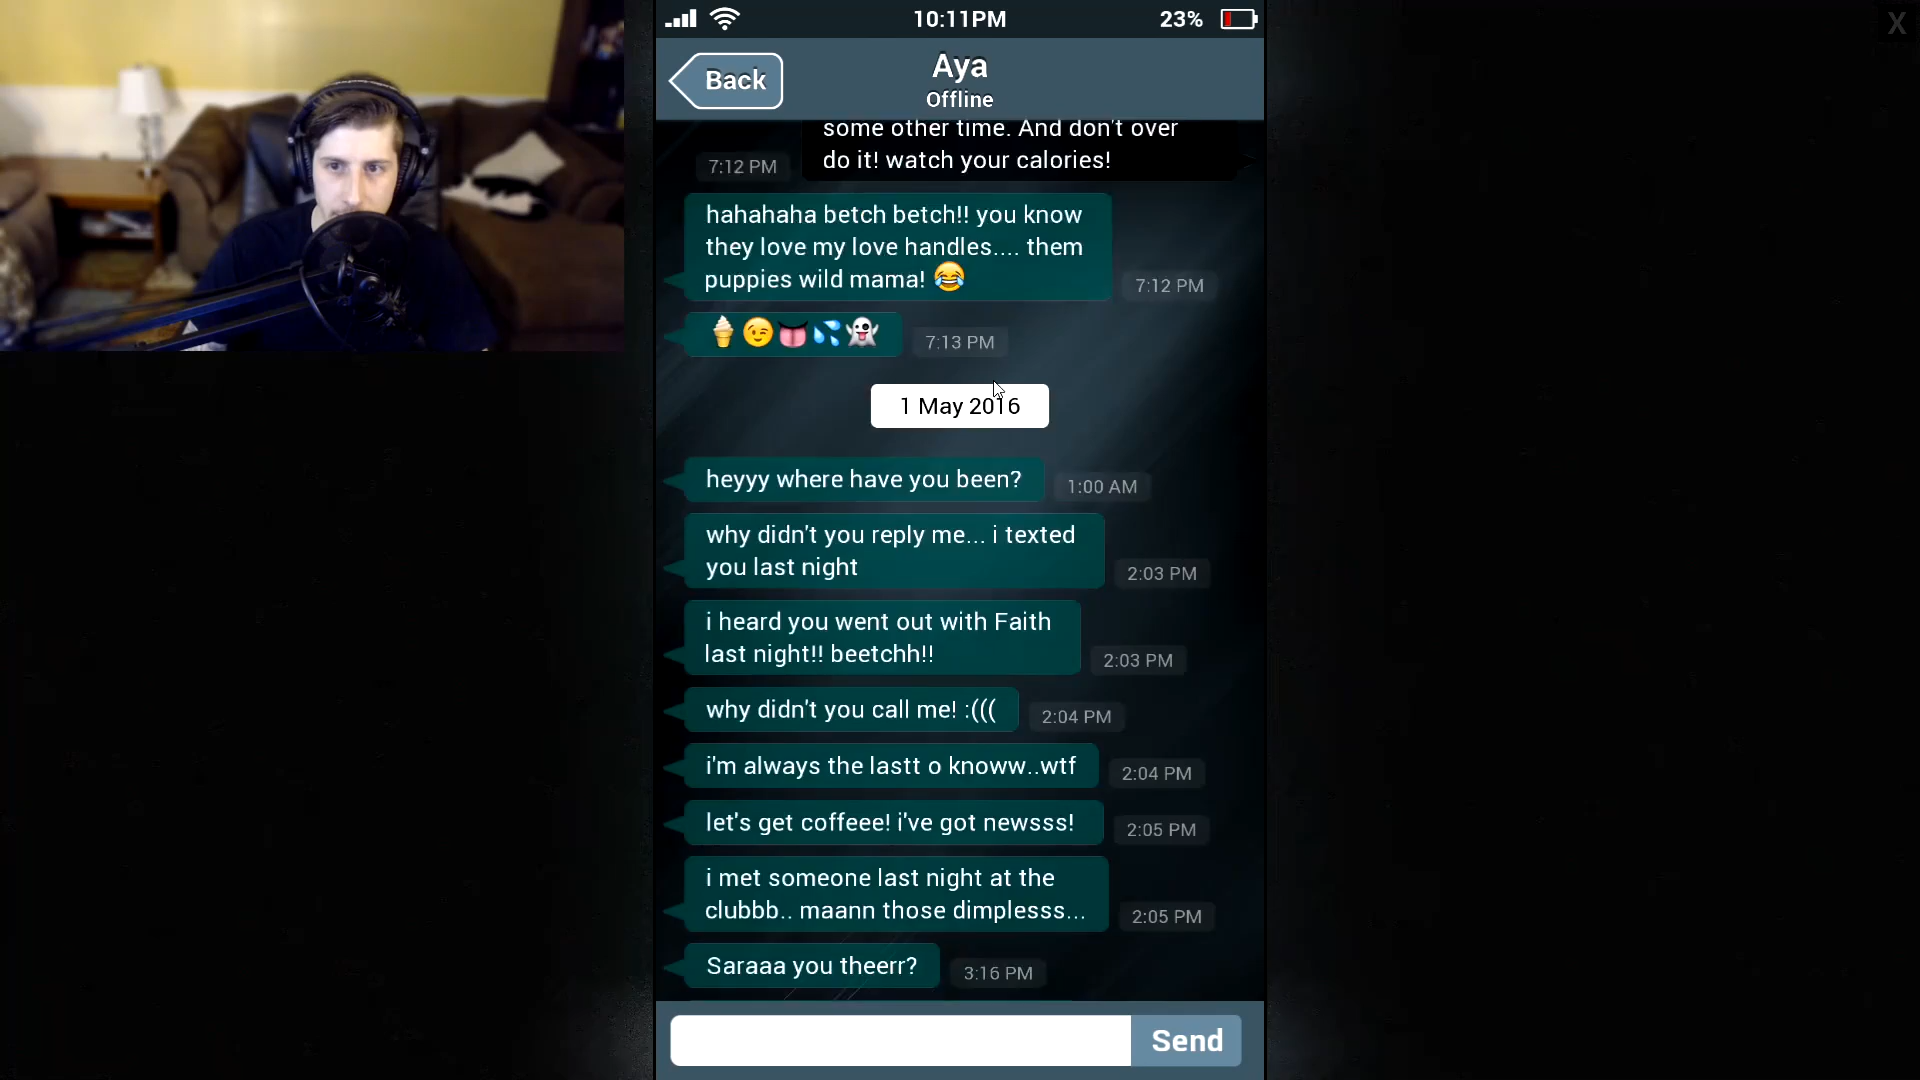 10:11PM
23%
X
Back
Aya
Offline
some other time. And don't over
do it! watch your calories!
7:12 PM
hahahaha betch betch!! you know
they love my love handles.... them
puppies wild mama! 😂
7:12 PM
🍦😉👅💦👻
7:13 PM
1 May 2016
heyyy where have you been?
1:00 AM
why didn't you reply me... i texted
you last night
2:03 PM
i heard you went out with Faith
last night!! beetchh!!
2:03 PM
why didn't you call me! :(((
2:04 PM
i'm always the lastt o knoww..wtf
2:04 PM
let's get coffeee! i've got newsss!
2:05 PM
i met someone last night at the
clubbb.. maann those dimplesss...
2:05 PM
Saraaa you theerr?
3:16 PM
Send